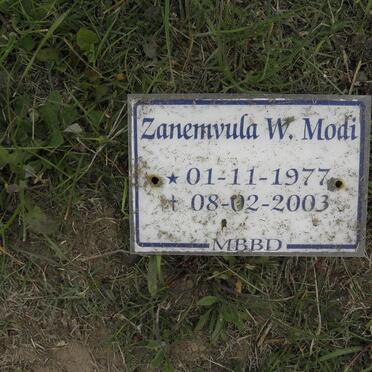 Zanemvula W. Modi
★ 01-11-1977
† 08-02-2003
MBBD